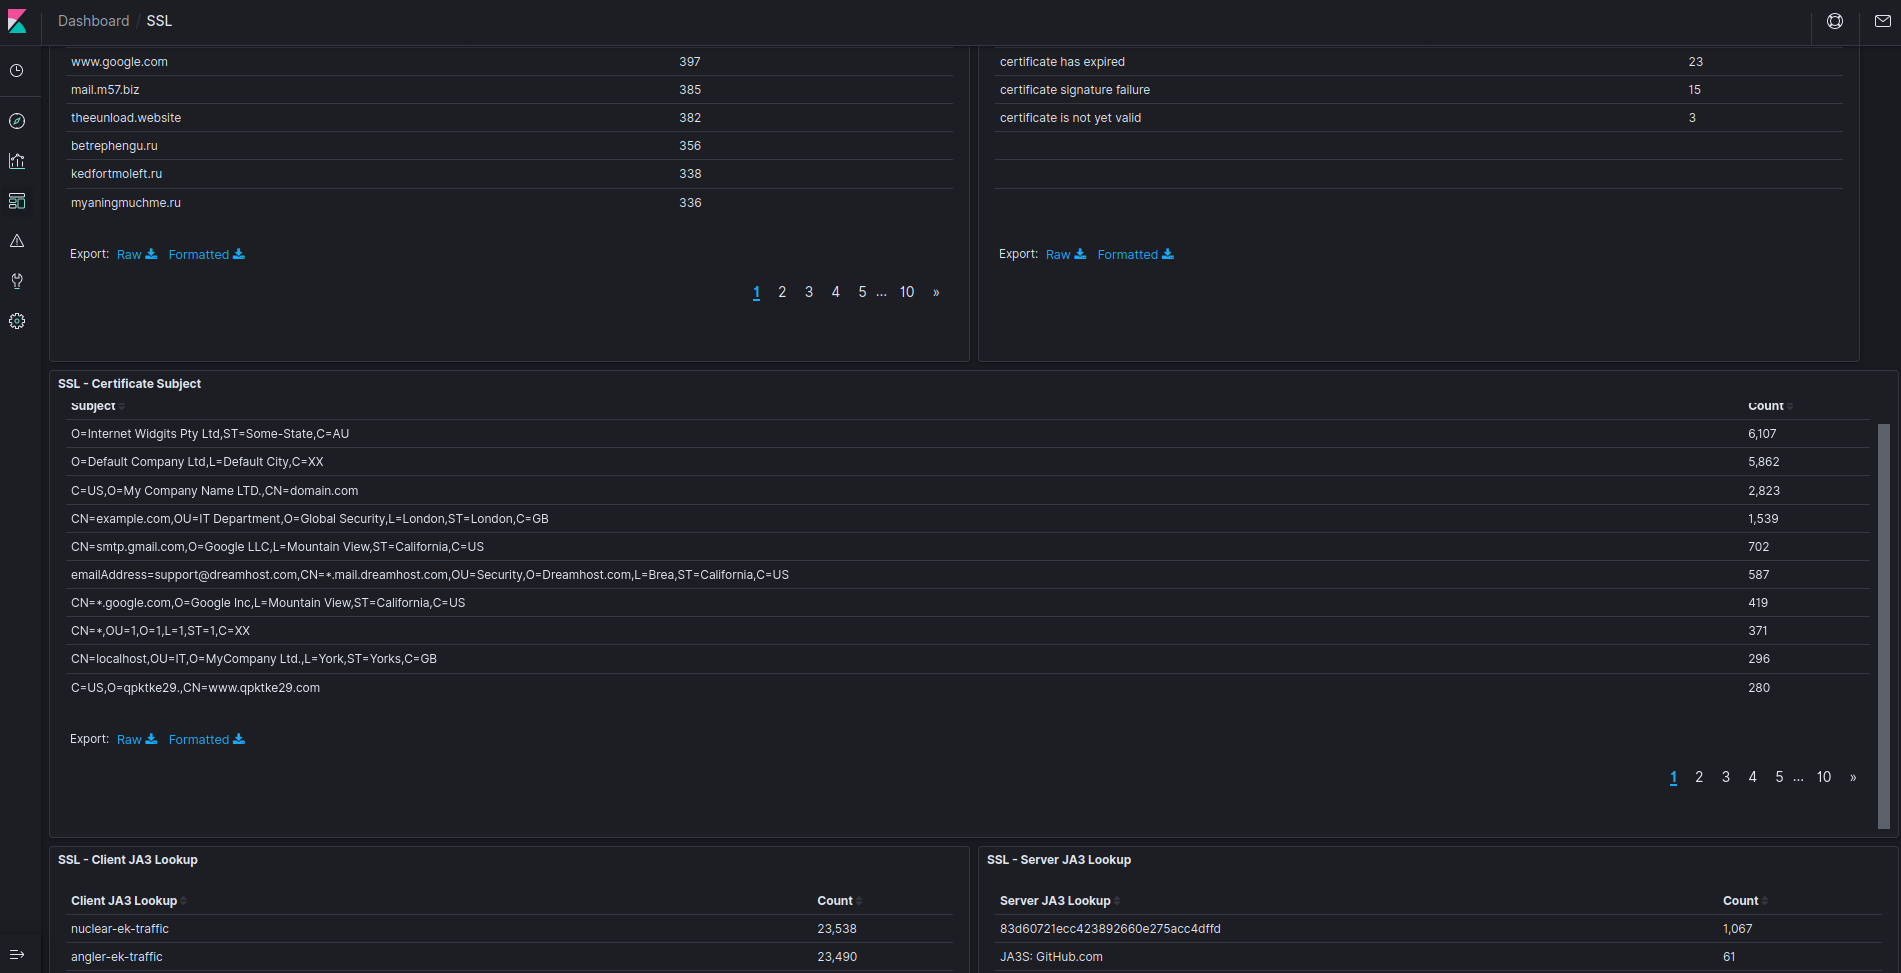 Dashboard / SSL
www.google.com 397
mail.m57.biz 385
theeunload.website 382
betrephengu.ru 356
kedfortmoleft.ru 338
myaningmuchme.ru 336
Export: Raw Formatted
1 2 3 4 5 ... 10 »
certificate has expired 23
certificate signature failure 15
certificate is not yet valid 3
Export: Raw Formatted
SSL - Certificate Subject
Subject Count
O=Internet Widgits Pty Ltd,ST=Some-State,C=AU 6,107
O=Default Company Ltd,L=Default City,C=XX 5,862
C=US,O=My Company Name LTD.,CN=domain.com 2,823
CN=example.com,OU=IT Department,O=Global Security,L=London,ST=London,C=GB 1,539
CN=smtp.gmail.com,O=Google LLC,L=Mountain View,ST=California,C=US 702
emailAddress=support@dreamhost.com,CN=*.mail.dreamhost.com,OU=Security,O=Dreamhost.com,L=Brea,ST=California,C=US 587
CN=*.google.com,O=Google Inc,L=Mountain View,ST=California,C=US 419
CN=*,OU=1,O=1,L=1,ST=1,C=XX 371
CN=localhost,OU=IT,O=MyCompany Ltd.,L=York,ST=Yorks,C=GB 296
C=US,O=qpktke29.,CN=www.qpktke29.com 280
Export: Raw Formatted
1 2 3 4 5 ... 10 »
SSL - Client JA3 Lookup
Client JA3 Lookup Count
nuclear-ek-traffic 23,538
angler-ek-traffic 23,490
SSL - Server JA3 Lookup
Server JA3 Lookup Count
83d60721ecc423892660e275acc4dffd 1,067
JA3S: GitHub.com 61